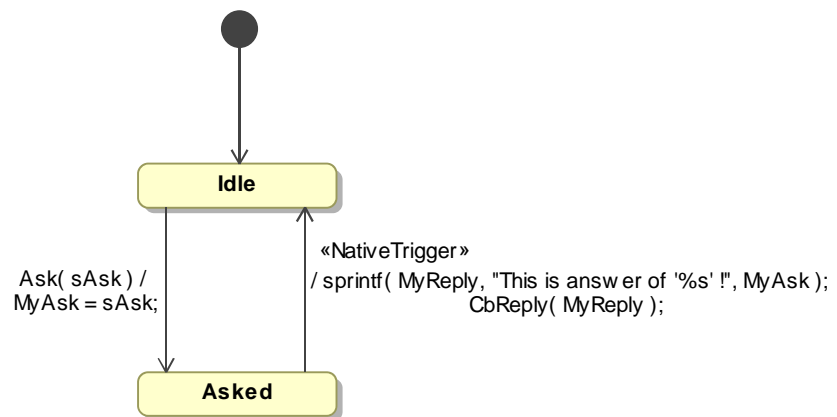 Idle
«NativeTrigger»
/ sprintf( MyReply, "This is answer of '%s' !", MyAsk );
CbReply( MyReply );
Ask( sAsk ) /
MyAsk = sAsk;
Asked